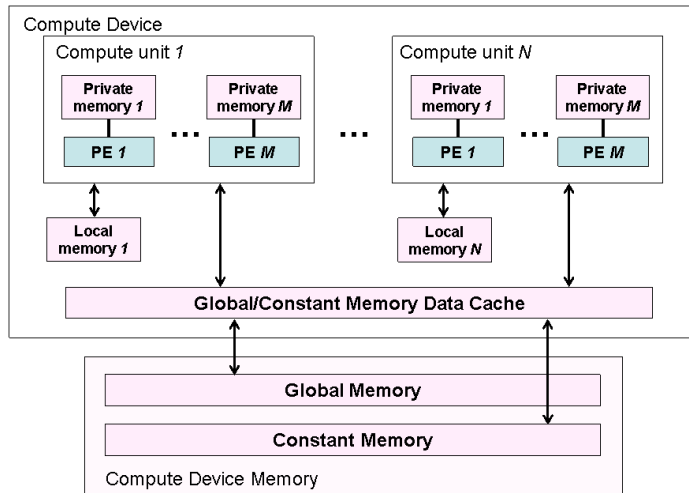 Compute Device
Compute unit 1
Compute unit N
Private
memory 1
Private
memory M
Private
memory 1
Private
memory M
...
...
...
PE 1
PE M
PE 1
PE M
Local
memory 1
Local
memory N
Global/Constant Memory Data Cache
Global Memory
Constant Memory
Compute Device Memory